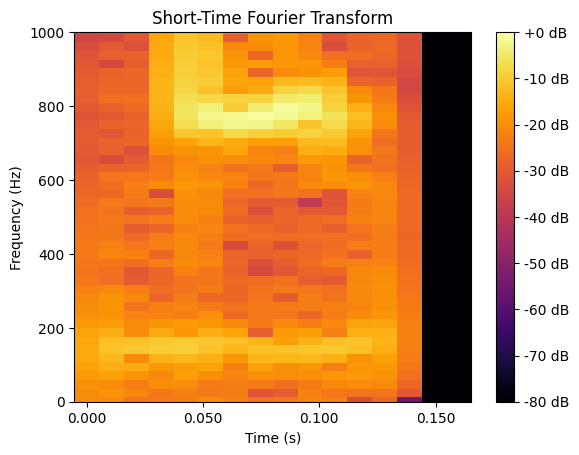 Short-Time Fourier Transform
1000
800
600
400
200
0
Frequency (Hz)
0.000
0.050
0.100
0.150
Time (s)
+0 dB
-10 dB
-20 dB
-30 dB
-40 dB
-50 dB
-60 dB
-70 dB
-80 dB